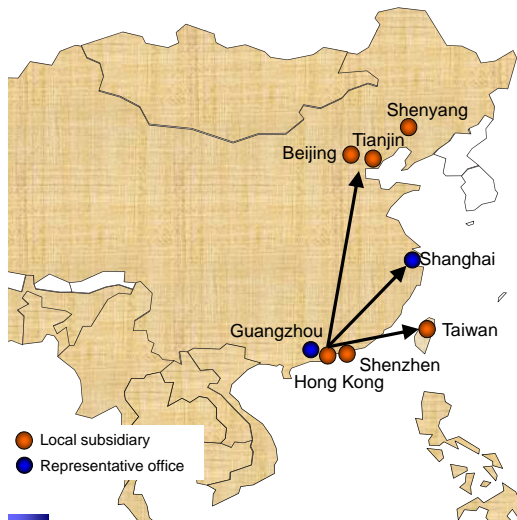 Shenyang
Tianjin
Beijing
Shanghai
Guangzhou
Taiwan
Shenzhen
Hong Kong
Local subsidiary
Representative office